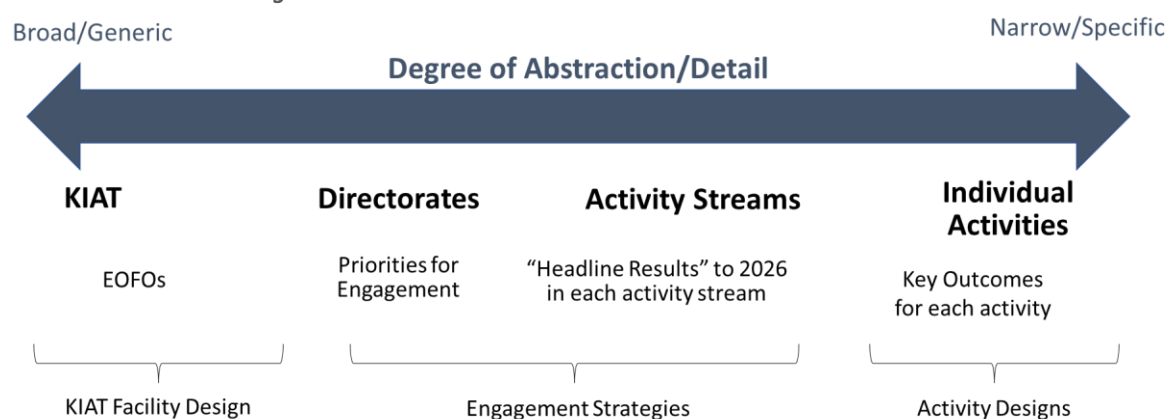 Broad/Generic
Narrow/Specific
Degree of Abstraction/Detail
KIAT
Directorates
Activity Streams
Individual
Activities
EOFOs
Priorities for
Engagement
“Headline Results” to 2026
in each activity stream
Key Outcomes
for each activity
KIAT Facility Design
Engagement Strategies
Activity Designs